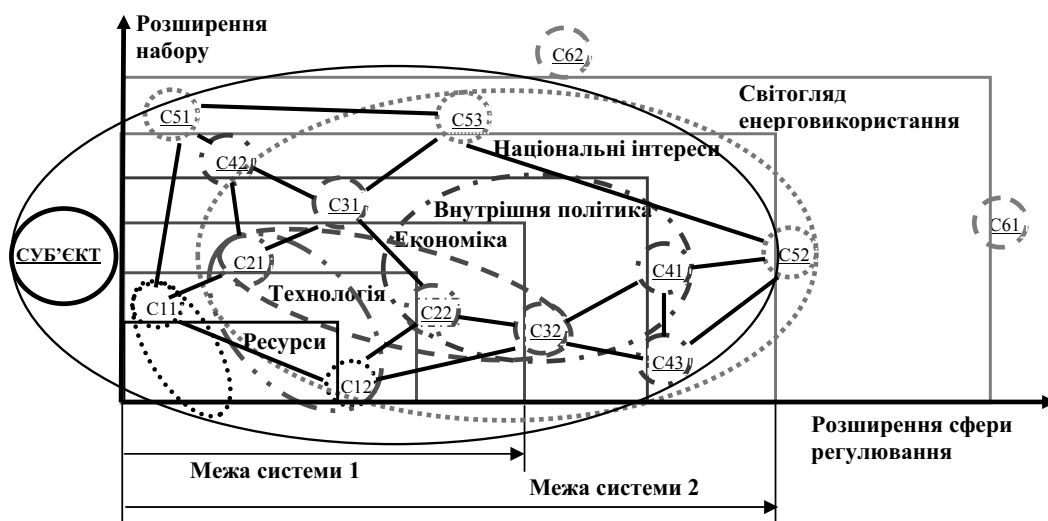 Розширення
набору
С62
Світогляд
енерговикористання
С51
С53
Національні інтереси
С42
С31
Внутрішня політика
С61
Економіка
СУБ’ЄКТ
С21
С41
С52
Технологія
С11
С22
С32
Ресурси
С43
С12
Розширення сфери
регулювання
Межа системи 1
Межа системи 2